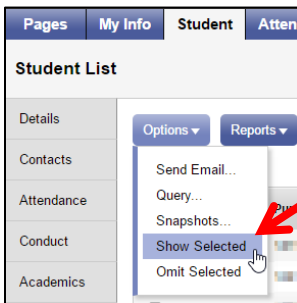 Pages My Info Student Atten
Student List
Details
Contacts
Attendance
Conduct
Academics
Options Reports
Send Email...
Query...
Snapshots...
Show Selected
Omit Selected